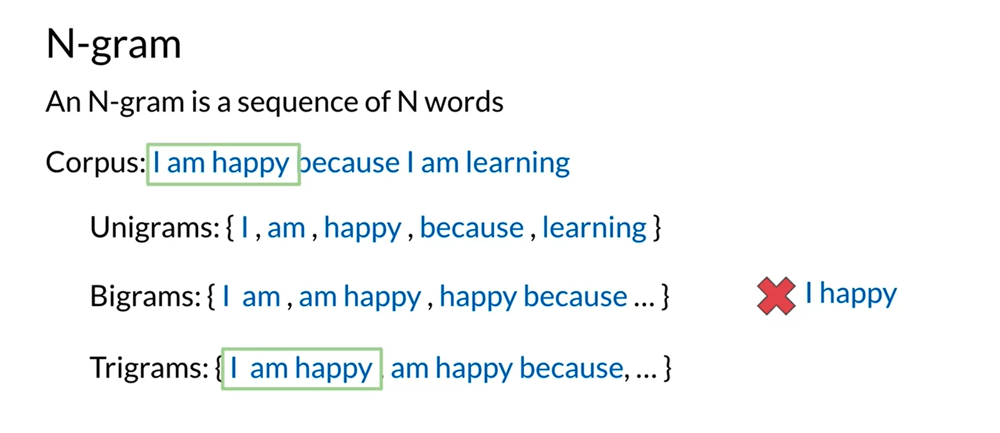 N-gram
An N-gram is a sequence of N words
Corpus: I am happy because I am learning
Unigrams: { I , am , happy , because , learning }
Bigrams: { I am , am happy , happy because ... }
I happy
Trigrams: { I am happy , am happy because, ... }